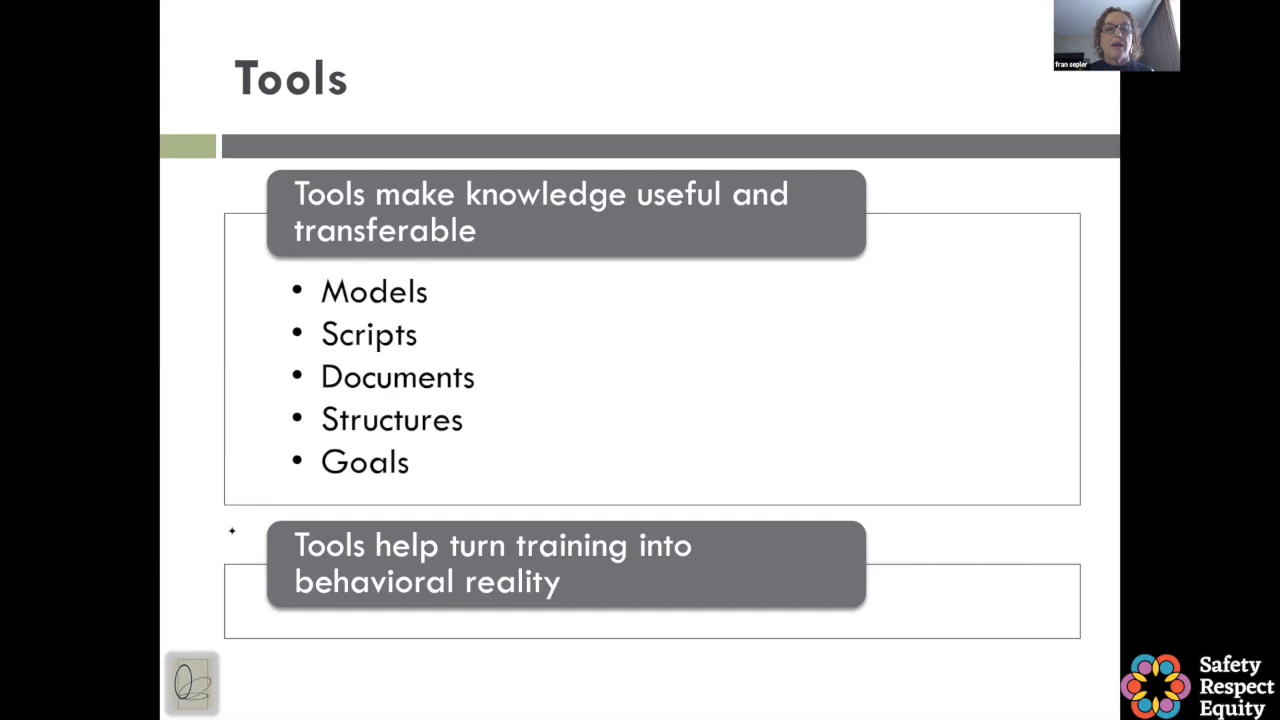 Tools
fran sepler
Tools make knowledge useful and
transferable
• Models
• Scripts
• Documents
• Structures
• Goals
Tools help turn training into
behavioral reality
Safety
Respect
Equity